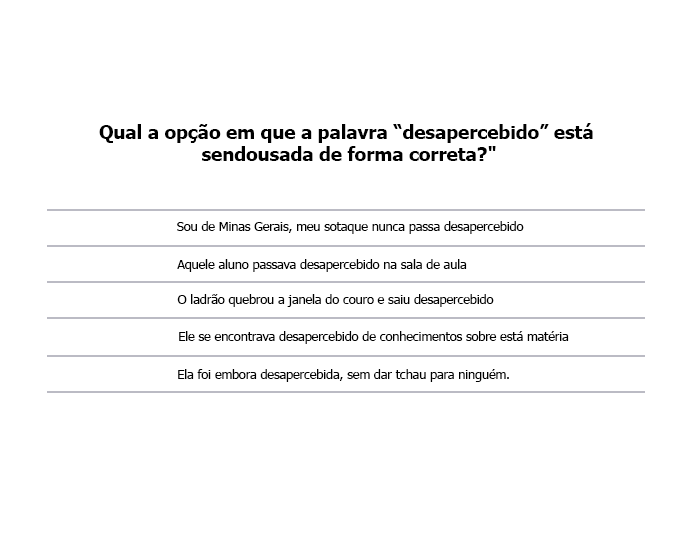 Qual a opção em que a palavra “desapercebido” está
sendousada de forma correta?"
Sou de Minas Gerais, meu sotaque nunca passa desapercebido
Aquele aluno passava desapercebido na sala de aula
O ladrão quebrou a janela do couro e saiu desapercebido
Ele se encontrava desapercebido de conhecimentos sobre está matéria
Ela foi embora desapercebida, sem dar tchau para ninguém.